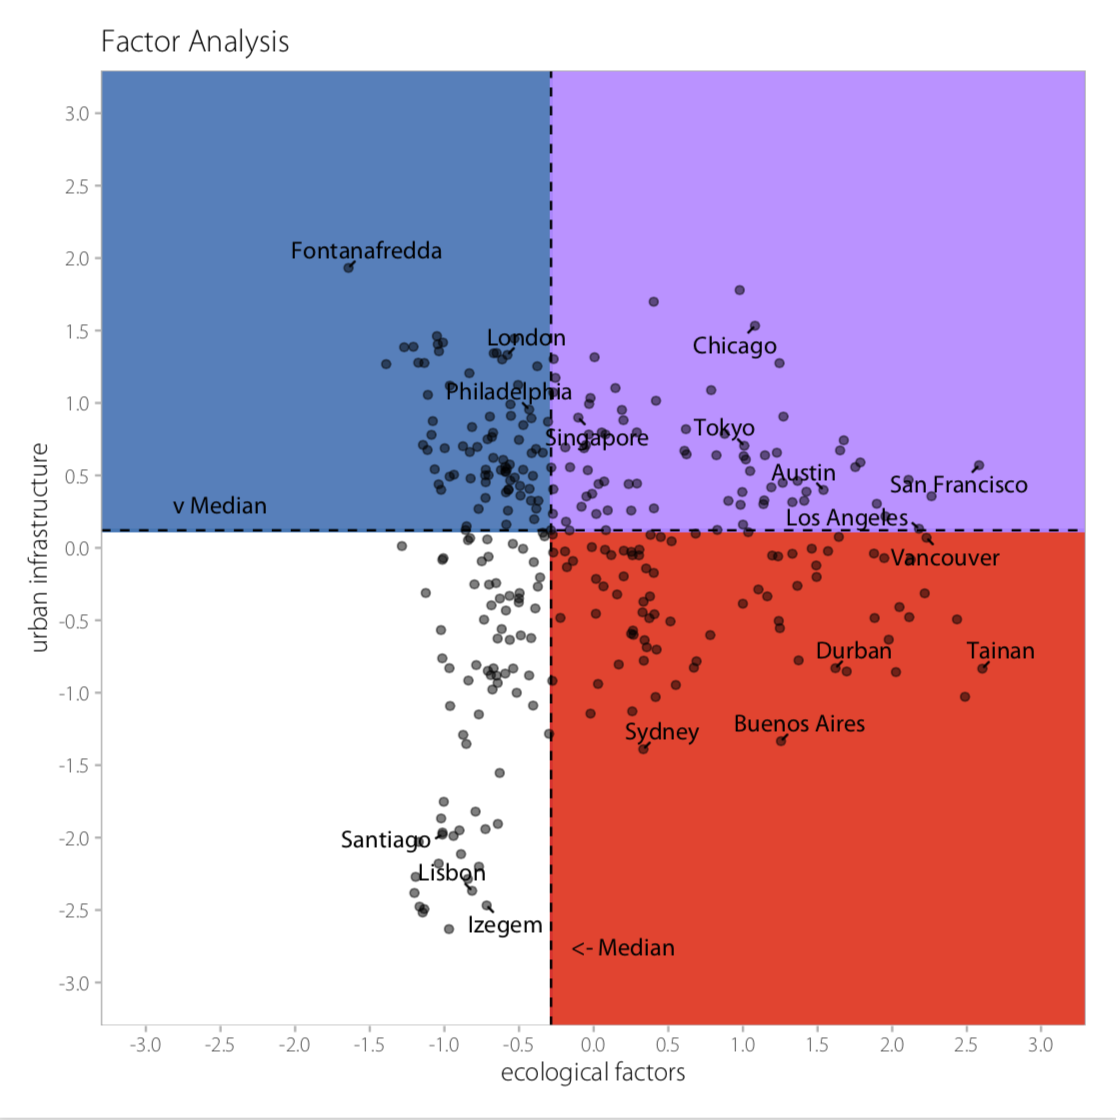 Factor Analysis
urban infrastructure
3.0
2.5
2.0
1.5
1.0
0.5
0.0
-0.5
-1.0
-1.5
-2.0
-2.5
-3.0
Fontanafredda
London
Chicago
Philadelphia
Tokyo
Singapore
Austin
San Francisco
v Median
Los Angeles
Vancouver
Durban
Tainan
Buenos Aires
Sydney
Santiago
Lisbon
Izegem
<- Median
-3.0 -2.5 -2.0 -1.5 -1.0 -0.5 0.0 0.5 1.0 1.5 2.0 2.5 3.0
ecological factors